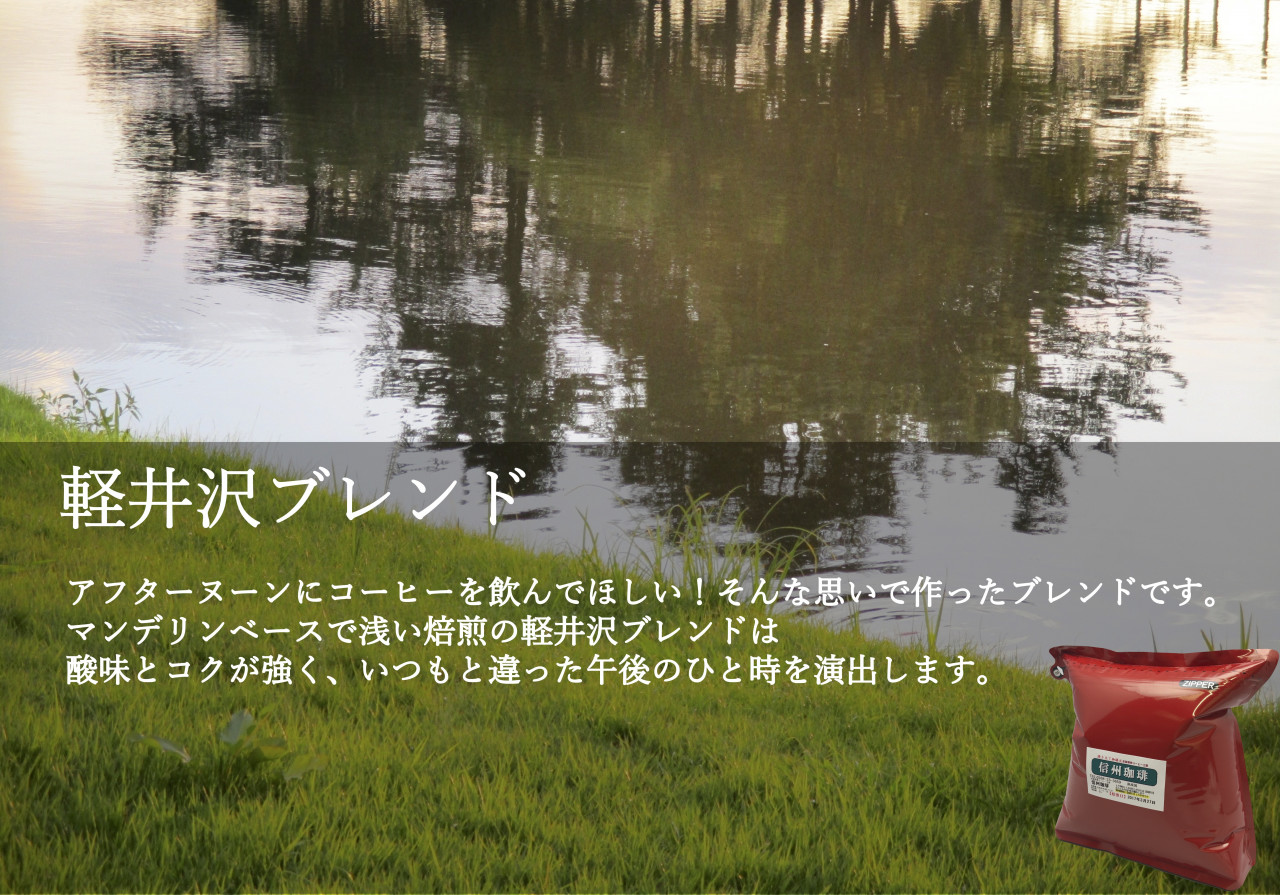 軽井沢ブレンド
アフターヌーンにコーヒーを飲んでほしい！そんな思いで作ったブレンドです。
マンデリンベースで浅い焙煎の軽井沢ブレンドは
酸味とコクが強く、いつもと違った午後のひと時を演出します。
ZIPPER
信州珈琲